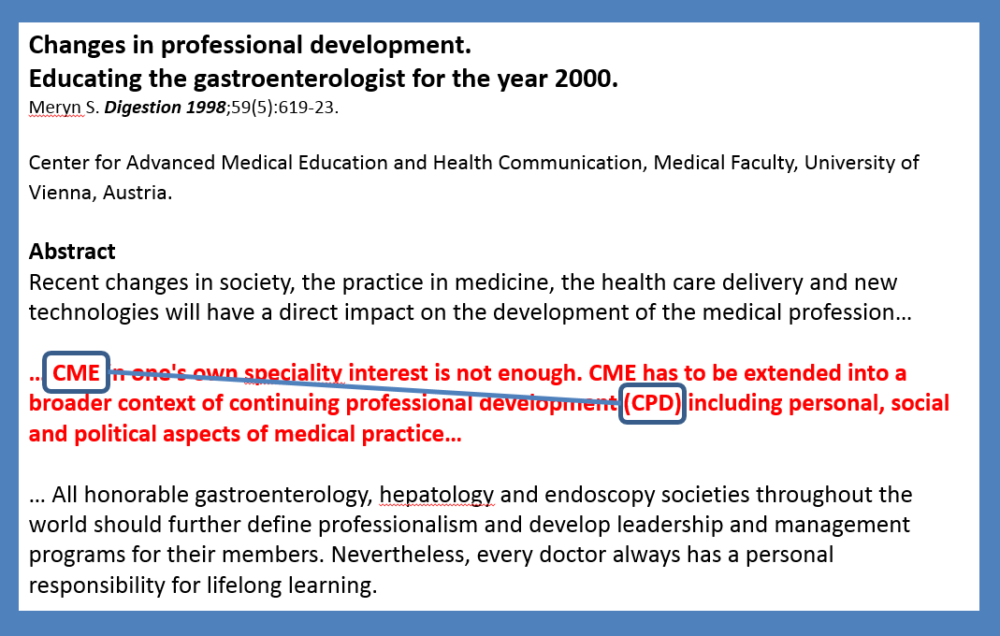 Changes in professional development.
Educating the gastroenterologist for the year 2000.
Meryn S. Digestion 1998;59(5):619-23.
Center for Advanced Medical Education and Health Communication, Medical Faculty, University of
Vienna, Austria.
Abstract
Recent changes in society, the practice in medicine, the health care delivery and new
technologies will have a direct impact on the development of the medical profession...
... CME in one's own speciality interest is not enough. CME has to be extended into a
broader context of continuing professional development (CPD) including personal, social
and political aspects of medical practice...
... All honorable gastroenterology, hepatology and endoscopy societies throughout the
world should further define professionalism and develop leadership and management
programs for their members. Nevertheless, every doctor always has a personal
responsibility for lifelong learning.